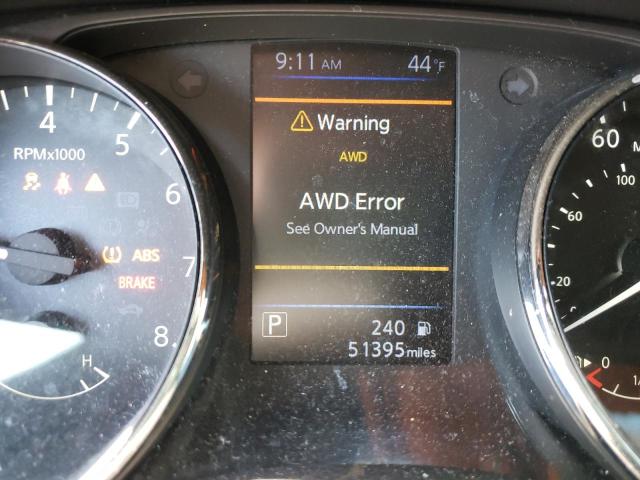 9:11 AM 44°F
Warning
AWD
AWD Error
See Owner's Manual
P 240
51395 miles
4
5
6
7
8
RPMx1000
ABS
BRAKE
H
60
100
60
20
0